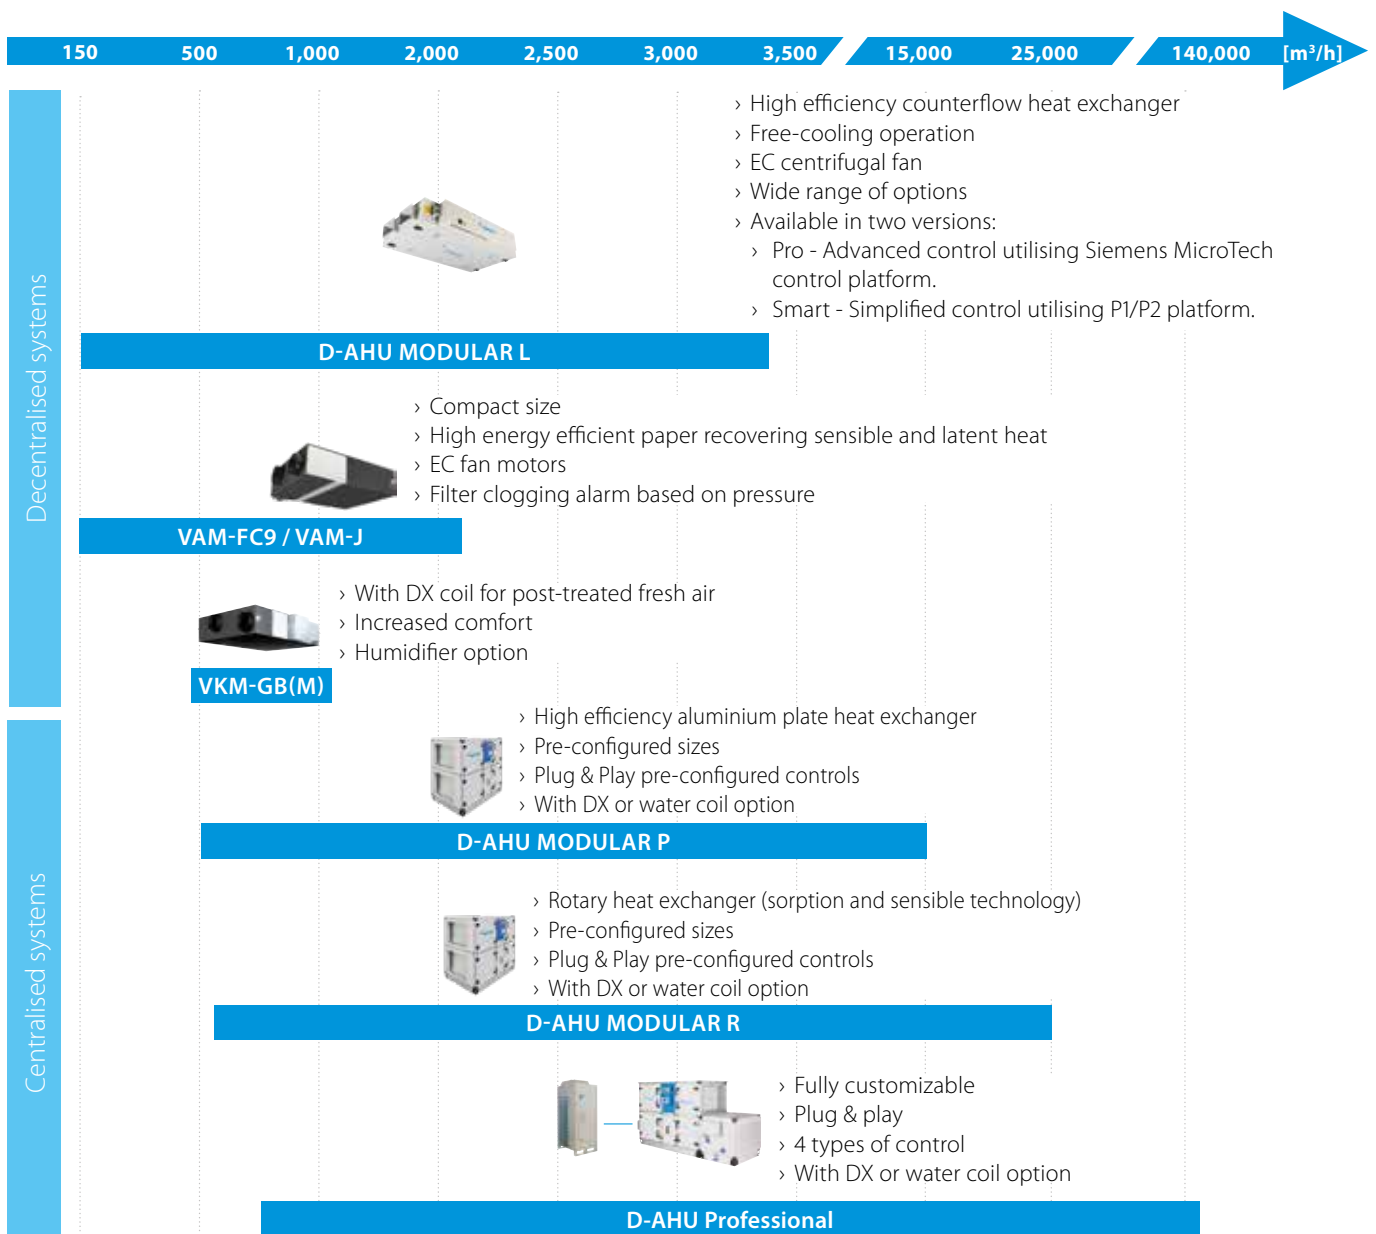 150 500 1,000 2,000 2,500 3,000 3,500 15,000 25,000 140,000 [m³/h]
Decentralised systems
› High efficiency counterflow heat exchanger
› Free-cooling operation
› EC centrifugal fan
› Wide range of options
› Available in two versions:
› Pro - Advanced control utilising Siemens MicroTech
control platform.
› Smart - Simplified control utilising P1/P2 platform.
D-AHU MODULAR L
› Compact size
› High energy efficient paper recovering sensible and latent heat
› EC fan motors
› Filter clogging alarm based on pressure
VAM-FC9 / VAM-J
› With DX coil for post-treated fresh air
› Increased comfort
› Humidifier option
VKM-GB(M)
Centralised systems
› High efficiency aluminium plate heat exchanger
› Pre-configured sizes
› Plug & Play pre-configured controls
› With DX or water coil option
D-AHU MODULAR P
› Rotary heat exchanger (sorption and sensible technology)
› Pre-configured sizes
› Plug & Play pre-configured controls
› With DX or water coil option
D-AHU MODULAR R
› Fully customizable
› Plug & play
› 4 types of control
› With DX or water coil option
D-AHU Professional